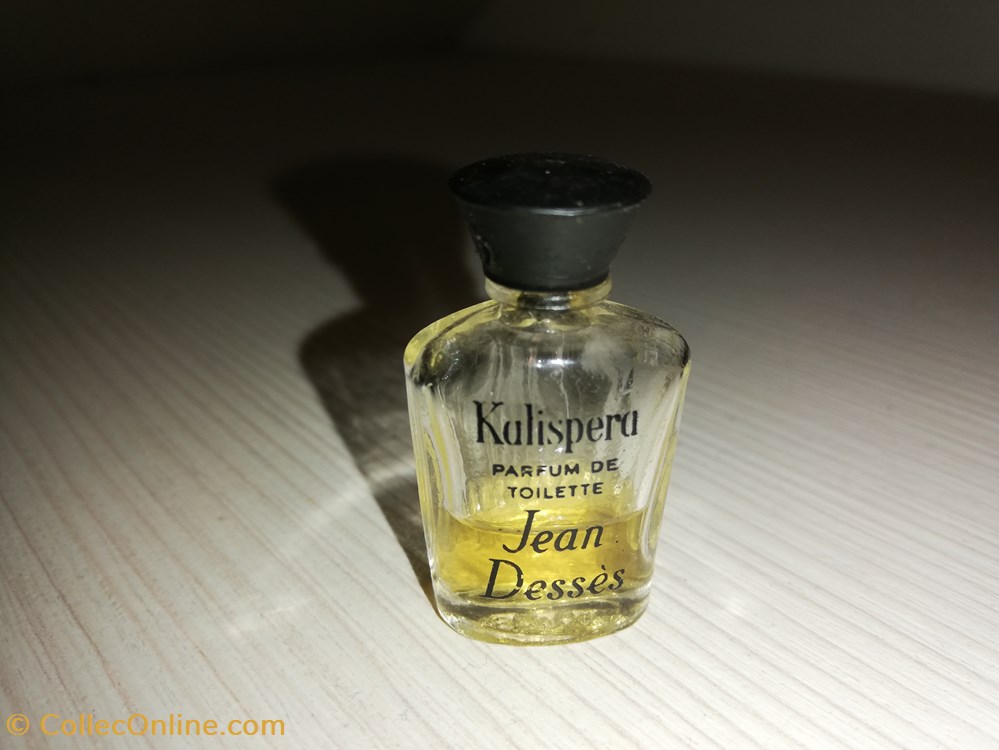 Kalispera
PARFUM DE
TOILETTE
Jean
Dessès
© CollecOnline.com